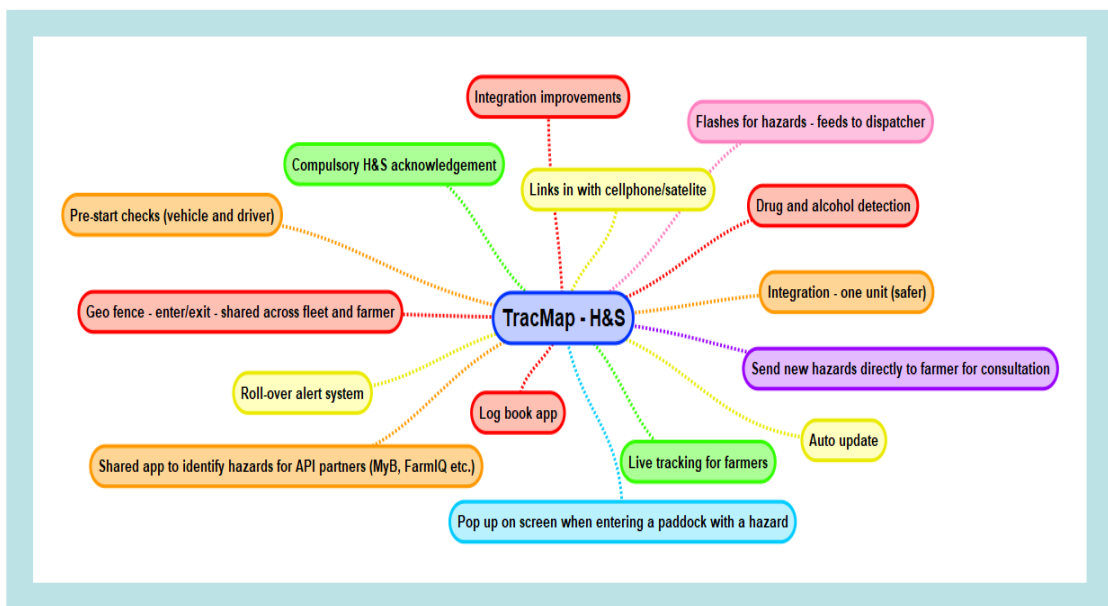 Integration improvements
Flashes for hazards - feeds to dispatcher
Compulsory H&S acknowledgement
Links in with cellphone/satelite
Drug and alcohol detection
Pre-start checks (vehicle and driver)
Integration - one unit (safer)
Geo fence - enter/exit - shared across fleet and farmer
TracMap - H&S
Send new hazards directly to farmer for consultation
Roll-over alert system
Log book app
Auto update
Shared app to identify hazards for API partners (MyB, FarmIQ etc.)
Live tracking for farmers
Pop up on screen when entering a paddock with a hazard